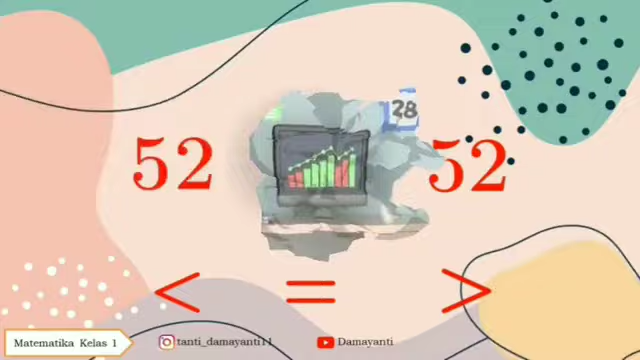 28
52 52
< = >
Matematika Kelas 1
tanti_damayanti11
Damayanti